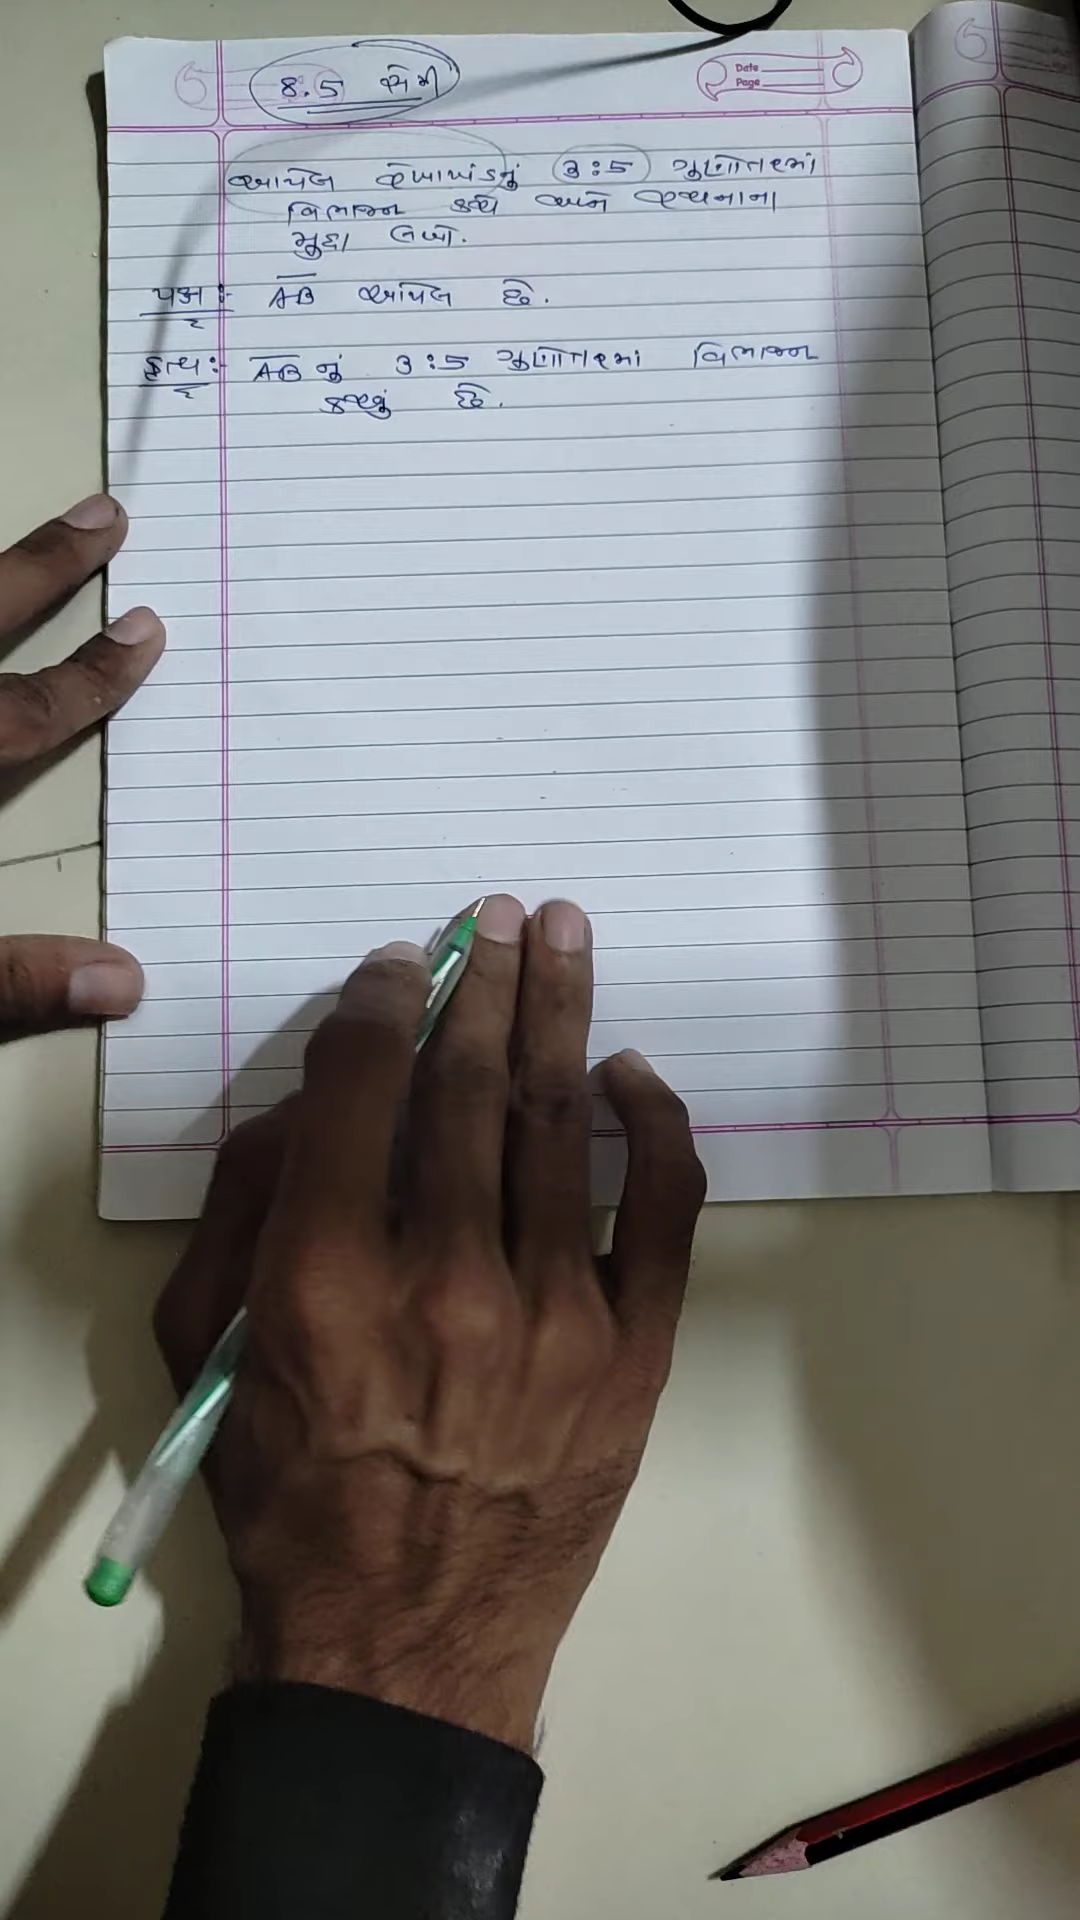 8.5 સેમી
Date
Page
આપેલ રેખાખંડનું 3:5 ગુણોત્તરમાં
વિભાજન કરો અને રચનાના
મુદ્દા લખો.
પક્ષ :- AB આપેલ છે.
કૃત્ય :- AB નું 3:5 ગુણોત્તરમાં વિભાજન
કરવું છે.